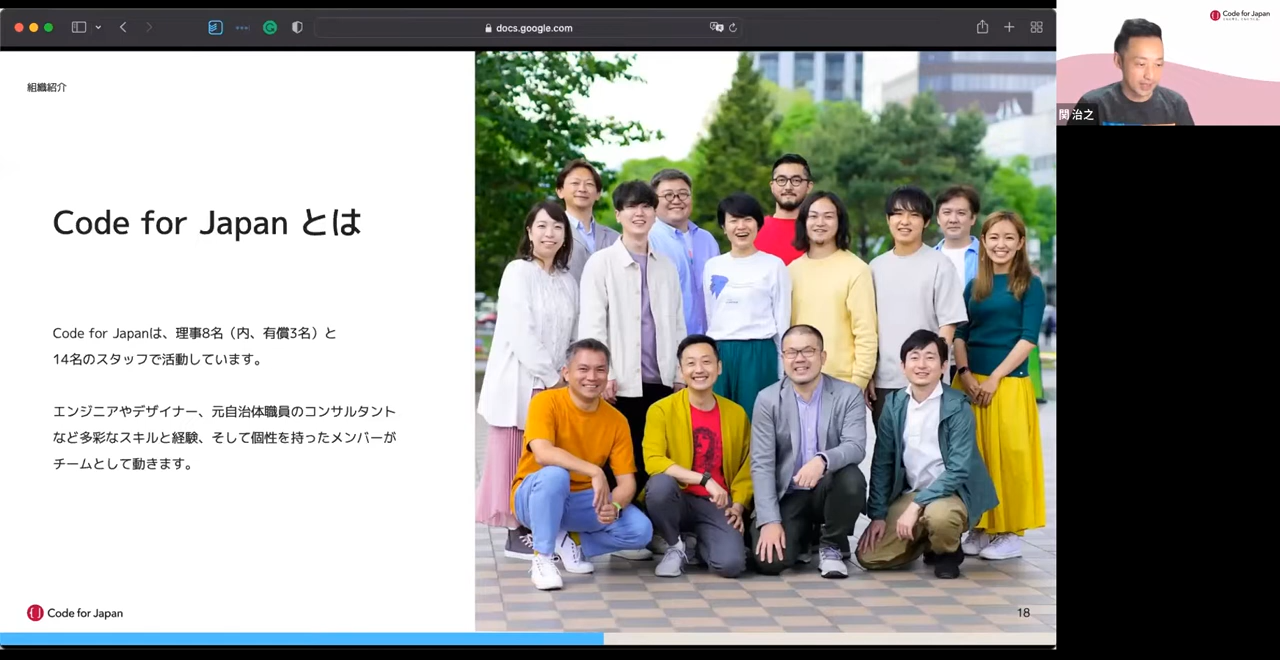 docs.google.com
組織紹介
Code for Japan とは
Code for Japanは、理事8名（内、有償3名）と
14名のスタッフで活動しています。
エンジニアやデザイナー、元自治体職員のコンサルタント
など多彩なスキルと経験、そして個性を持ったメンバーが
チームとして動きます。
Code for Japan
18
Code for Japan
関 治之